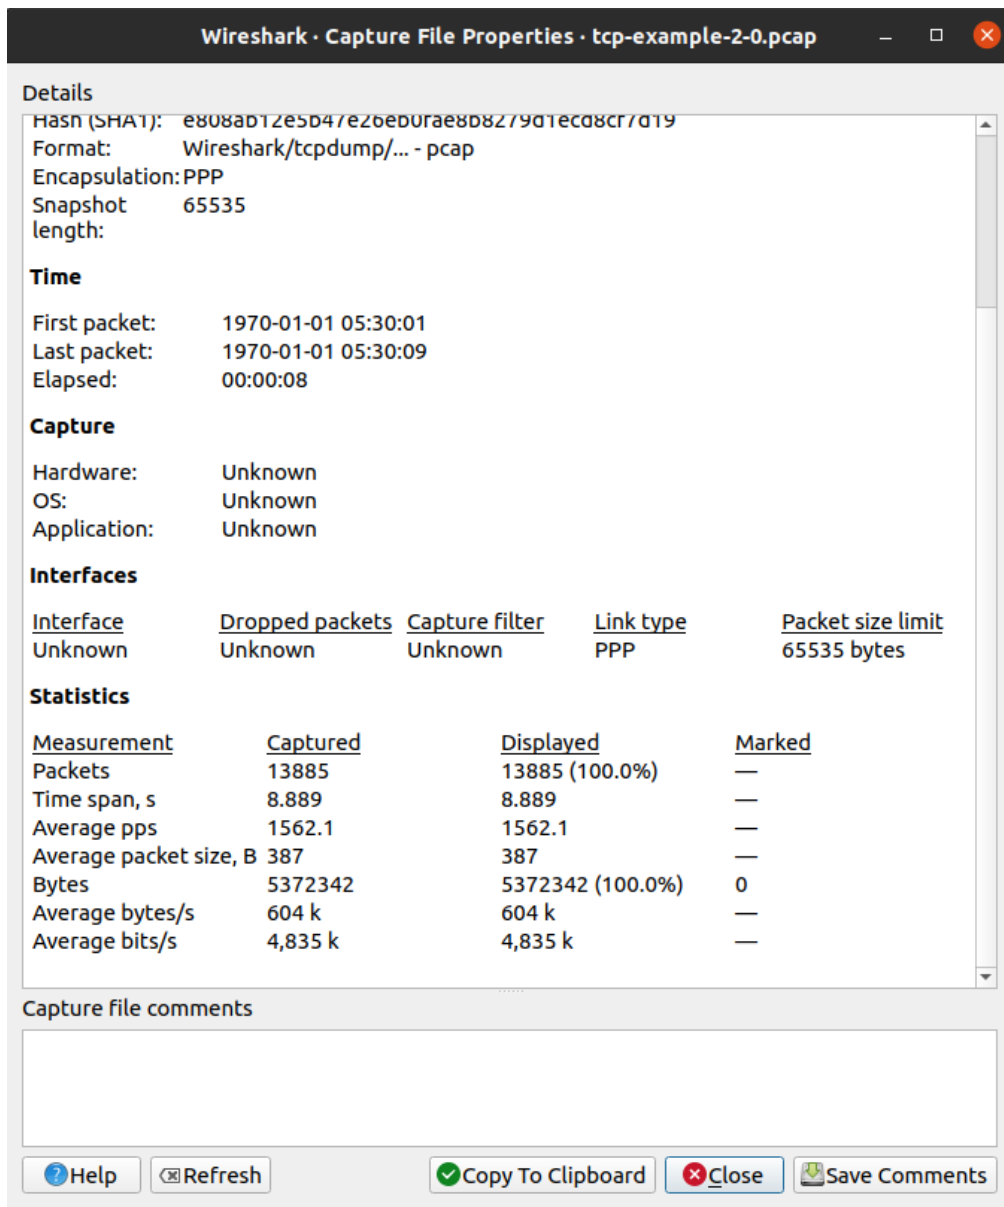 Wireshark · Capture File Properties · tcp-example-2-0.pcap
Details
Hash (SHA1): e808ab12e5b47e26eb0fae8b8279d1ecd8cf7d19
Format: Wireshark/tcpdump/... - pcap
Encapsulation: PPP
Snapshot 65535
length:
Time
First packet: 1970-01-01 05:30:01
Last packet: 1970-01-01 05:30:09
Elapsed: 00:00:08
Capture
Hardware: Unknown
OS: Unknown
Application: Unknown
Interfaces
Interface Dropped packets Capture filter Link type Packet size limit
Unknown Unknown Unknown PPP 65535 bytes
Statistics
Measurement Captured Displayed Marked
Packets 13885 13885 (100.0%) —
Time span, s 8.889 8.889 —
Average pps 1562.1 1562.1 —
Average packet size, B 387 387 —
Bytes 5372342 5372342 (100.0%) 0
Average bytes/s 604 k 604 k —
Average bits/s 4,835 k 4,835 k —
Capture file comments
Help Refresh Copy To Clipboard Close Save Comments